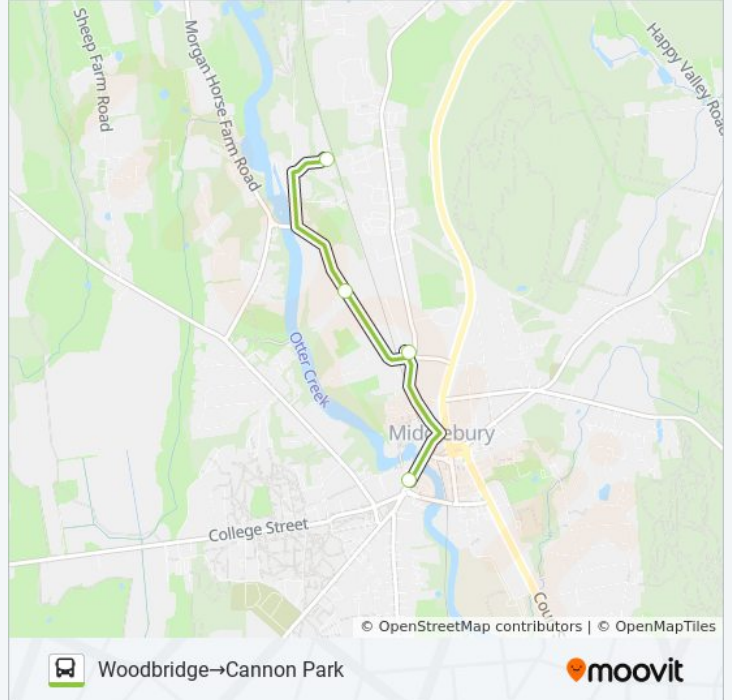 Sheep Farm Road
Morgan Horse Farm Road
Happy Valley Road
Otter Creek
Middlebury
College Street
Cou
© OpenStreetMap contributors | © OpenMapTiles
Woodbridge→Cannon Park
moovit